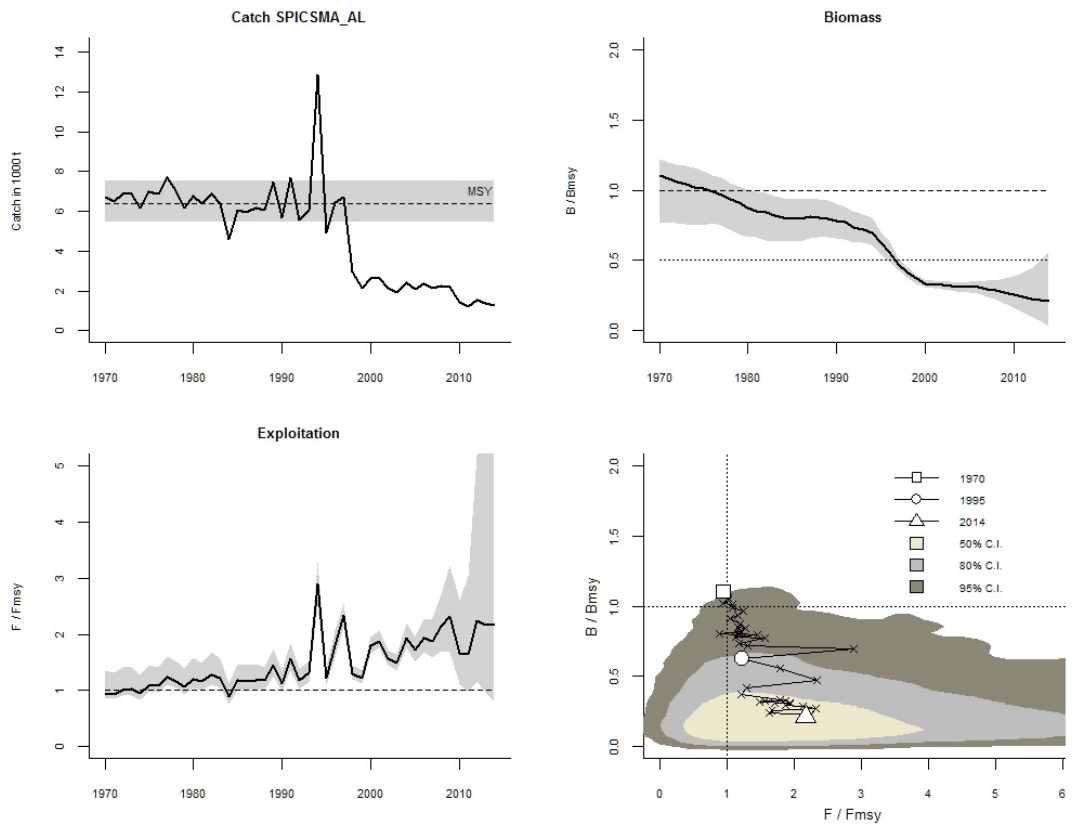 Catch SPICSMA_AL
Catch in 1000 t
14
12
10
8
6
4
2
0
MSY
1970 1980 1990 2000 2010
Biomass
B / Bmsy
2.0
1.5
1.0
0.5
0.0
1970 1980 1990 2000 2010
Exploitation
F / Fmsy
5
4
3
2
1
0
1970 1980 1990 2000 2010
B / Bmsy
2.0
1.5
1.0
0.5
0.0
1970
1995
2014
50% C.I.
80% C.I.
95% C.I.
0 1 2 3 4 5 6
F / Fmsy